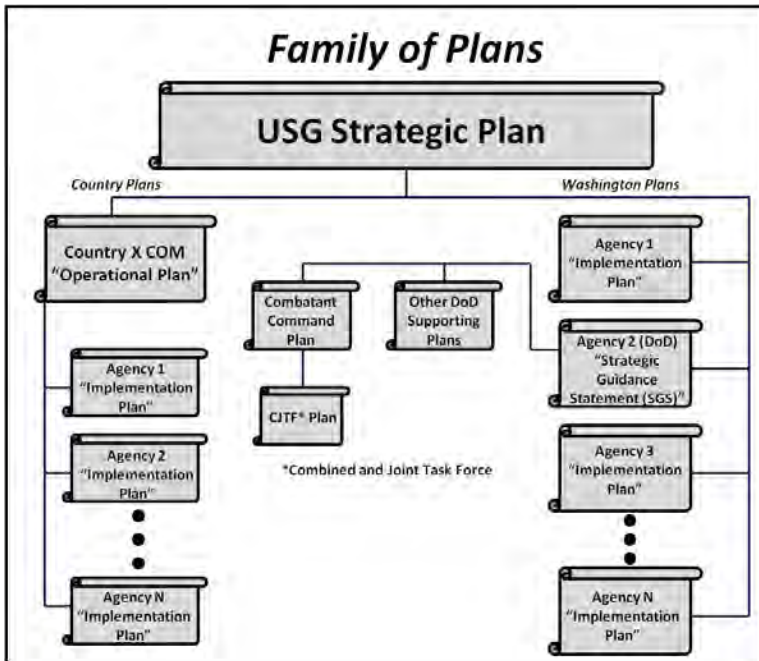 Family of Plans
USG Strategic Plan
Country Plans
Washington Plans
Country X COM
"Operational Plan"
Agency 1
"Implementation
Plan"
Agency 2
"Implementation
Plan"
Agency N
"Implementation
Plan"
Combatant
Command
Plan
Other DoD
Supporting
Plans
CJTF* Plan
*Combined and Joint Task Force
Agency 1
"Implementation
Plan"
Agency 2 (DoD)
"Strategic
Guidance
Statement (SGS)"
Agency 3
"Implementation
Plan"
Agency N
"Implementation
Plan"